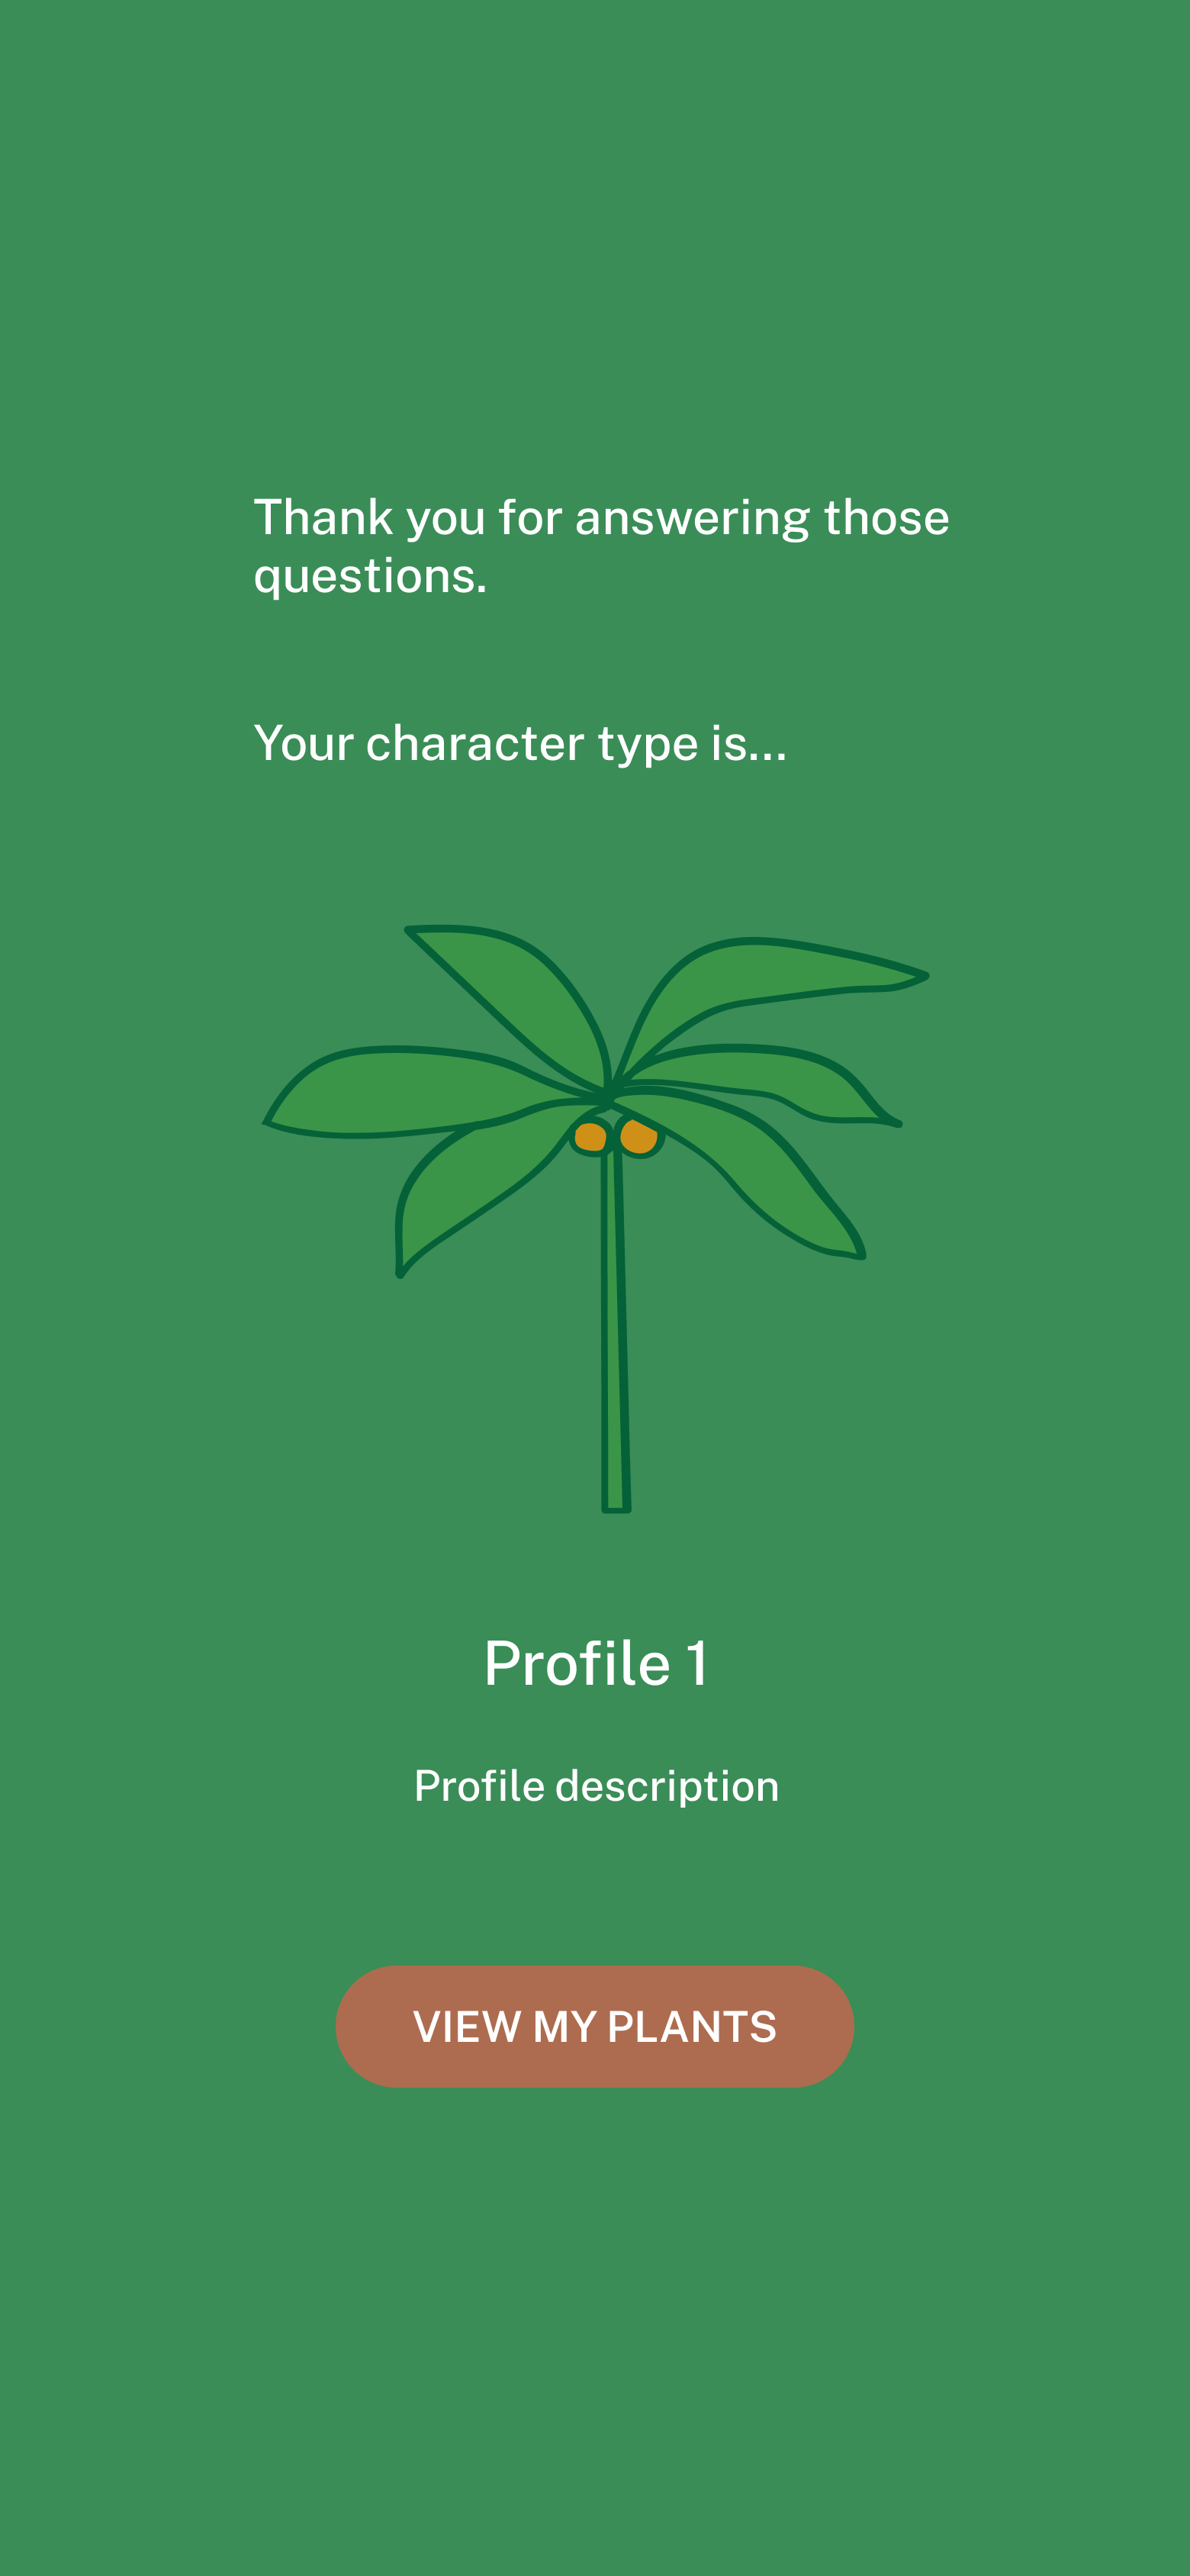 Thank you for answering those
questions.
Your character type is...
Profile 1
Profile description
VIEW MY PLANTS